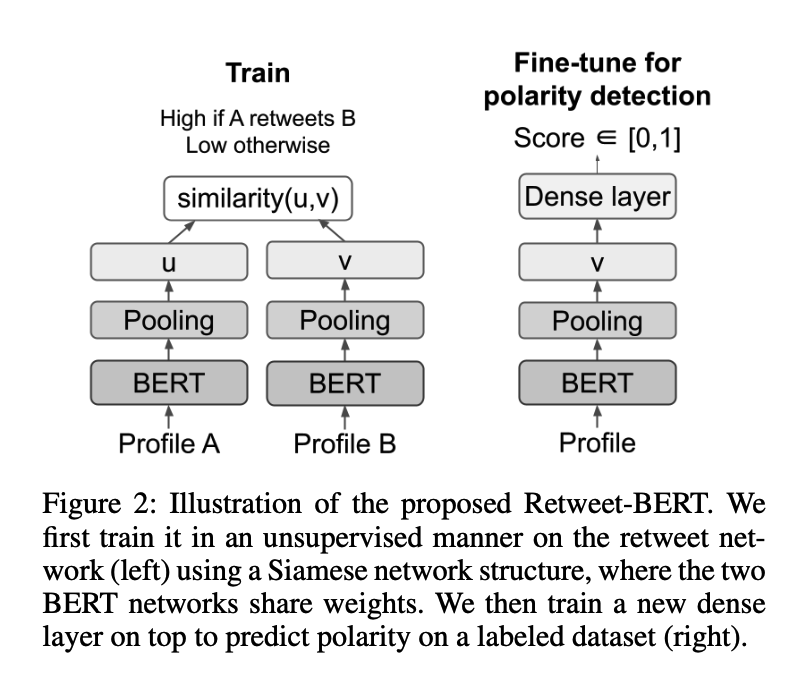 Train
High if A retweets B
Low otherwise
similarity(u,v)
u
v
Pooling
Pooling
BERT
BERT
Profile A
Profile B
Fine-tune for
polarity detection
Score ∈ [0,1]
Dense layer
v
Pooling
BERT
Profile
Figure 2: Illustration of the proposed Retweet-BERT. We
first train it in an unsupervised manner on the retweet net-
work (left) using a Siamese network structure, where the two
BERT networks share weights. We then train a new dense
layer on top to predict polarity on a labeled dataset (right).